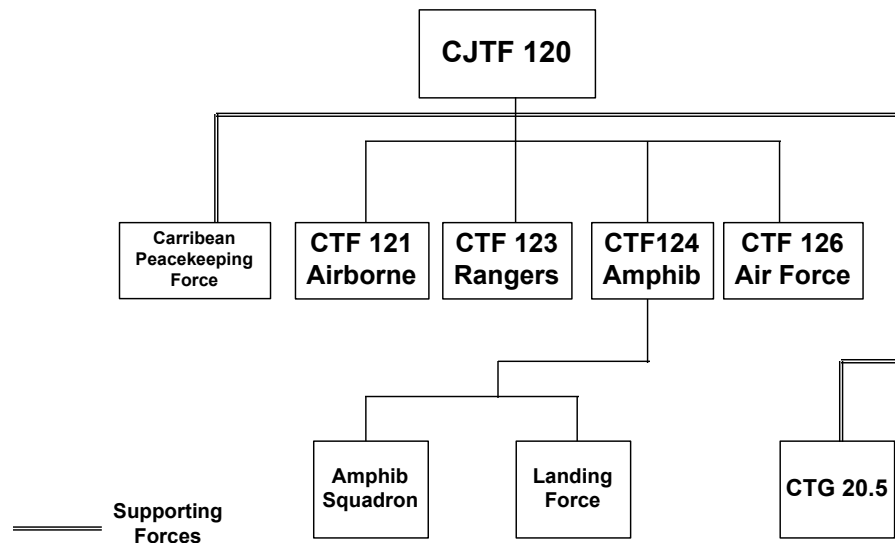 CJTF 120
Carribean
Peacekeeping
Force
CTF 121
Airborne
CTF 123
Rangers
CTF124
Amphib
CTF 126
Air Force
Amphib
Squadron
Landing
Force
CTG 20.5
Supporting
Forces